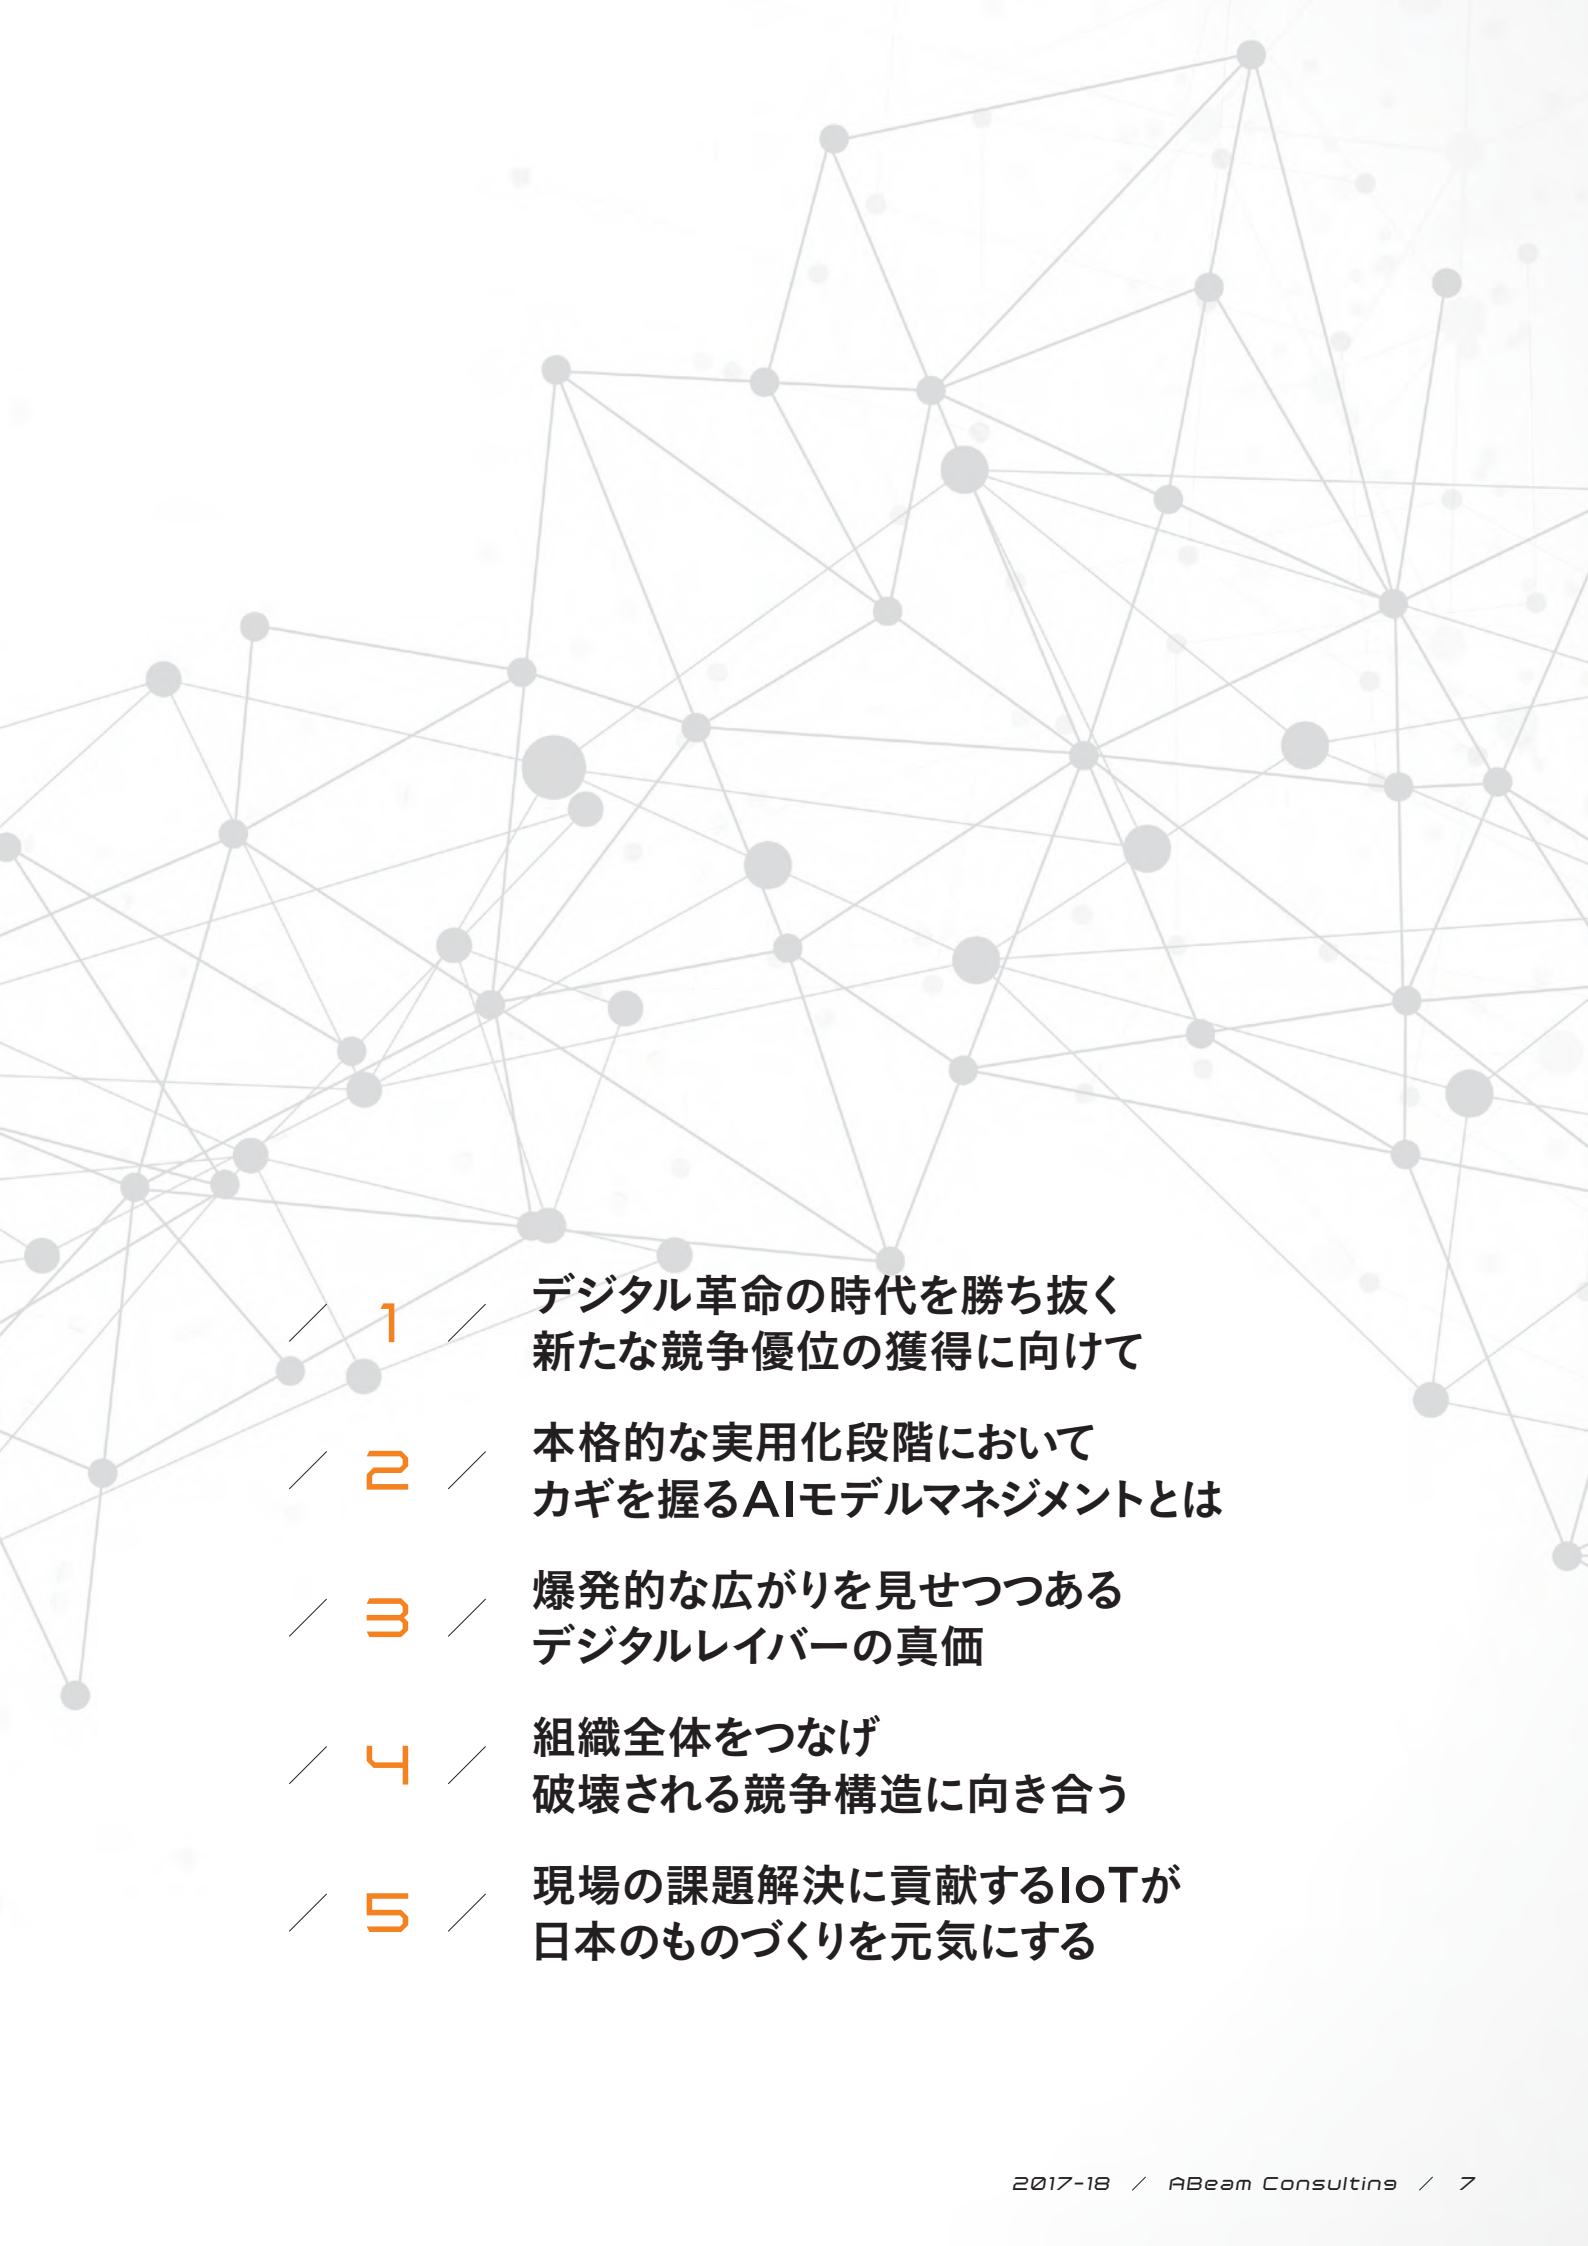 ／ 1 ／ デジタル革命の時代を勝ち抜く
新たな競争優位の獲得に向けて
／ 2 ／ 本格的な実用化段階において
カギを握るAIモデルマネジメントとは
／ 3 ／ 爆発的な広がりを見せつつある
デジタルレイバーの真価
／ 4 ／ 組織全体をつなげ
破壊される競争構造に向き合う
／ 5 ／ 現場の課題解決に貢献するIoTが
日本のものづくりを元気にする
2017-18 ／ ABeam Consulting ／ 7